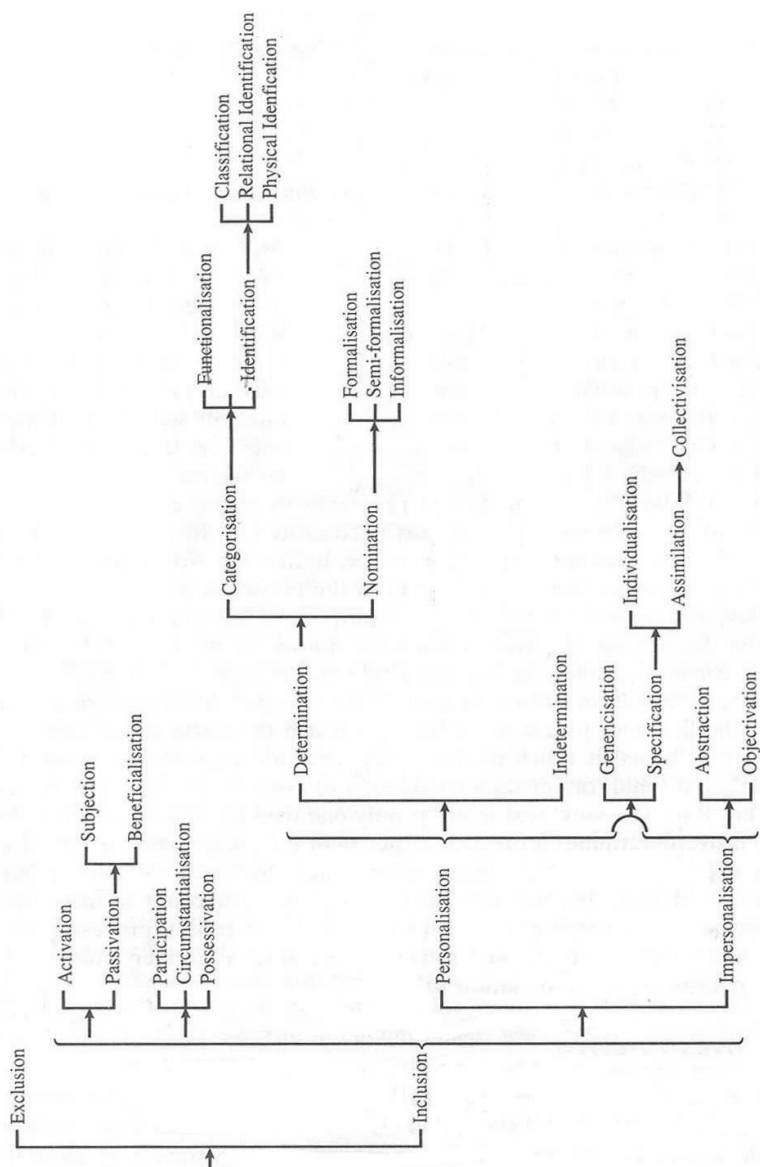 Exclusion
Inclusion
Activation
Passivation
Subjection
Beneficialisation
Participation
Circumstantialisation
Possessivation
Personalisation
Impersonalisation
Determination
Indetermination
Categorisation
Functionalisation
Identification
Classification
Relational Identification
Physical Idenfication
Nomination
Formalisation
Semi-formalisation
Informalisation
Genericisation
Specification
Individualisation
Assimilation
Collectivisation
Abstraction
Objectivation